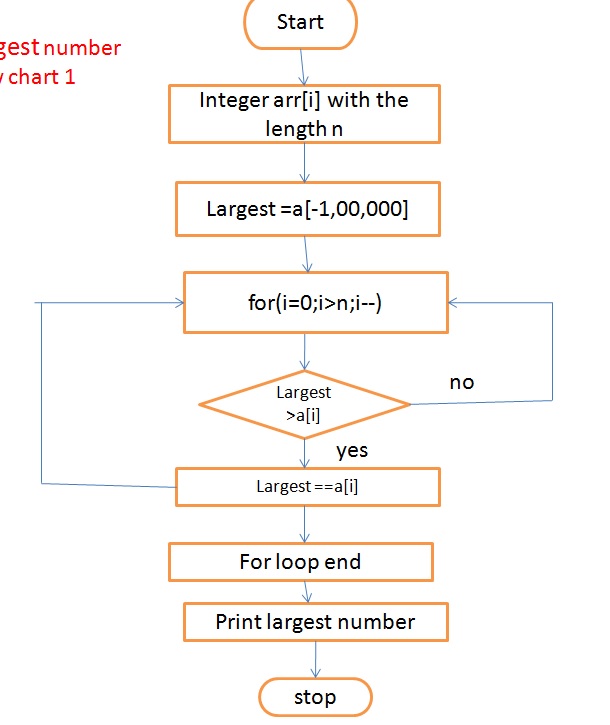 Start
gest number
chart 1
Integer arr[i] with the
length n
Largest =a[-1,00,000]
for(i=0;i>n;i--)
Largest
>a[i]
no
yes
Largest ==a[i]
For loop end
Print largest number
stop